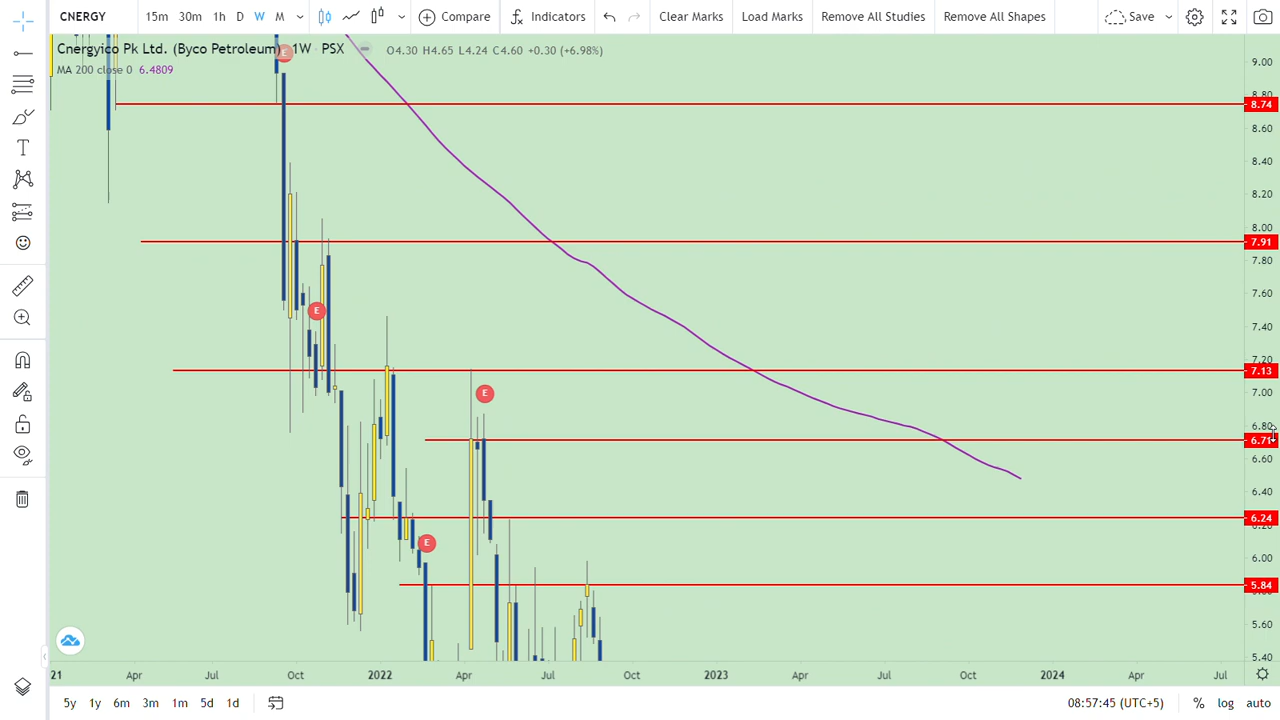 CNERGY 15m 30m 1h D W M Compare Indicators Clear Marks Load Marks Remove All Studies Remove All Shapes Save
Cnergyico Pk Ltd. (Byco Petroleum) 1W PSX O4.30 H4.65 L4.24 C4.60 +0.30 (+6.98%)
MA 200 close 0 6.4809
E
E
E
E
9.00
8.80
8.74
8.60
8.40
8.20
8.00
7.91
7.80
7.60
7.40
7.20
7.13
7.00
6.80
6.71
6.60
6.40
6.24
6.20
6.00
5.84
5.60
5.40
21 Apr Jul Oct 2022 Apr Jul Oct 2023 Apr Jul Oct 2024 Apr Jul
5y 1y 6m 3m 1m 5d 1d 08:57:45 (UTC+5) % log auto